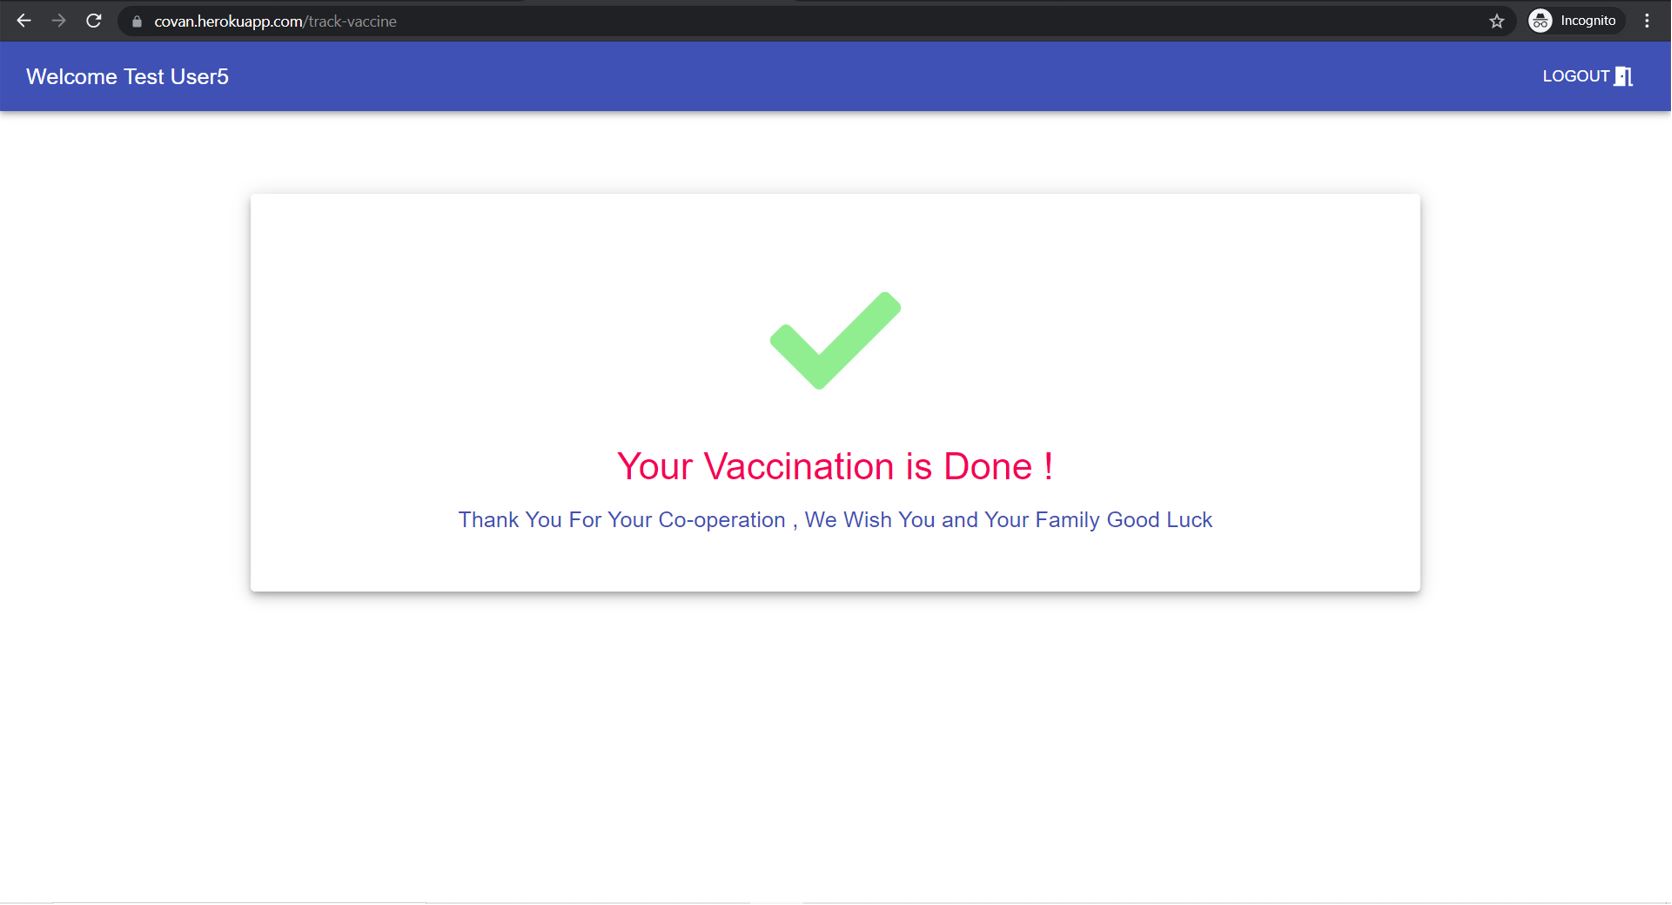 covan.herokuapp.com/track-vaccine
Incognito
Welcome Test User5
LOGOUT
Your Vaccination is Done !
Thank You For Your Co-operation , We Wish You and Your Family Good Luck